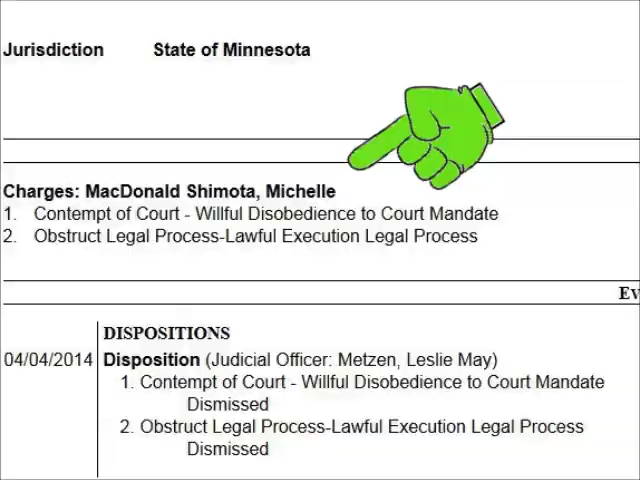 Jurisdiction State of Minnesota
Charges: MacDonald Shimota, Michelle
1. Contempt of Court - Willful Disobedience to Court Mandate
2. Obstruct Legal Process-Lawful Execution Legal Process
Ev
DISPOSITIONS
04/04/2014 Disposition (Judicial Officer: Metzen, Leslie May)
1. Contempt of Court - Willful Disobedience to Court Mandate
Dismissed
2. Obstruct Legal Process-Lawful Execution Legal Process
Dismissed